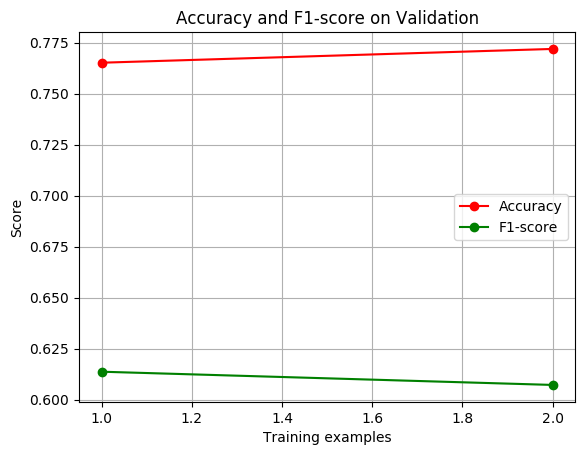 Accuracy and F1-score on Validation
0.775
0.750
0.725
0.700
0.675
0.650
0.625
0.600
Score
Accuracy
F1-score
1.0 1.2 1.4 1.6 1.8 2.0
Training examples